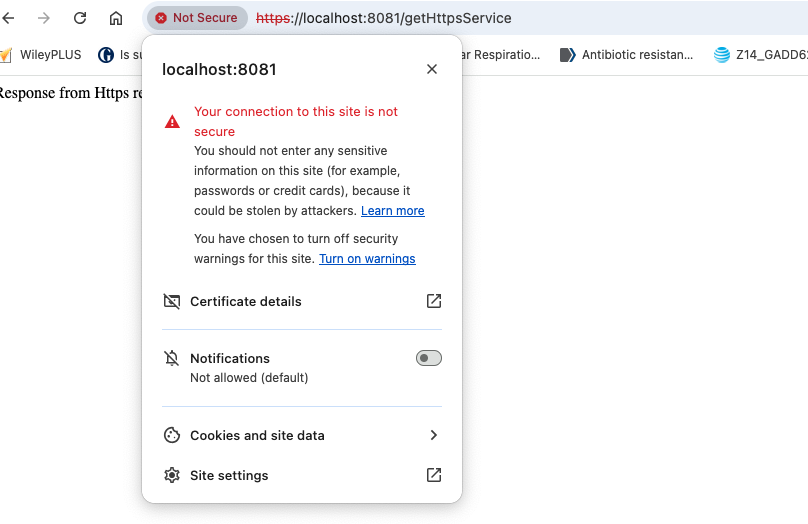 Not Secure https://localhost:8081/getHttpsService
WileyPLUS Is su ar Respiratio... Antibiotic resistan... Z14_GADD62
localhost:8081
Response from Https re
Your connection to this site is not
secure
You should not enter any sensitive
information on this site (for example,
passwords or credit cards), because it
could be stolen by attackers. Learn more
You have chosen to turn off security
warnings for this site. Turn on warnings
Certificate details
Notifications
Not allowed (default)
Cookies and site data
Site settings